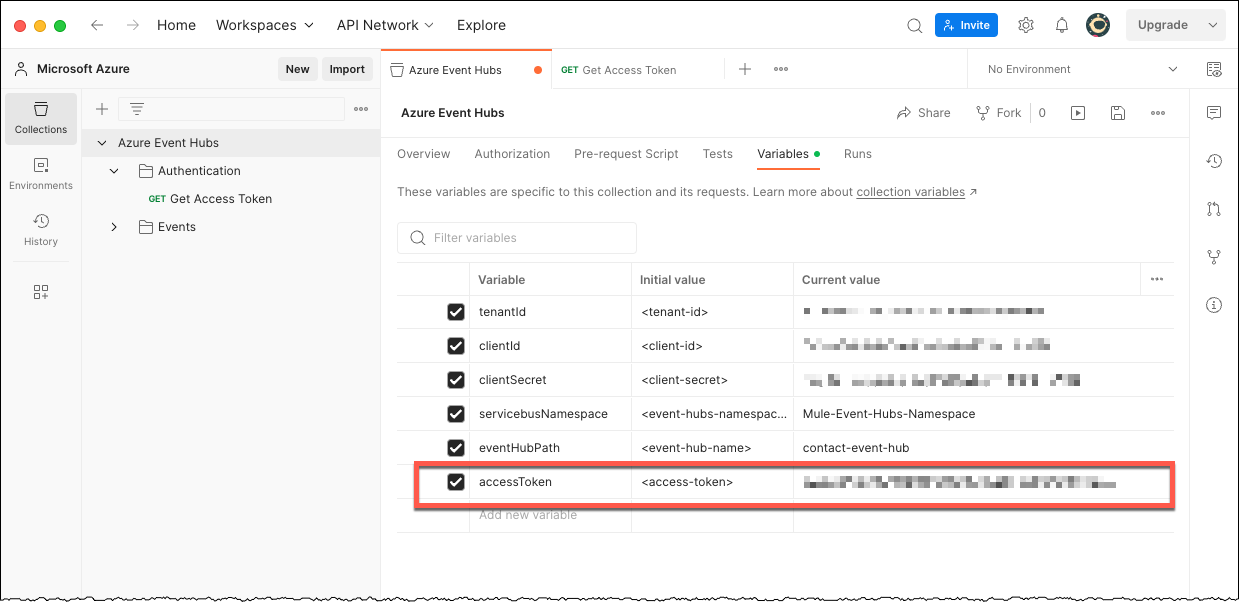 Home Workspaces API Network Explore Invite Upgrade
Microsoft Azure New Import Azure Event Hubs GET Get Access Token No Environment
Collections
Environments
History
Azure Event Hubs
Authentication
GET Get Access Token
Events
Azure Event Hubs Share Fork 0
Overview Authorization Pre-request Script Tests Variables Runs
These variables are specific to this collection and its requests. Learn more about collection variables ↗
Filter variables
Variable Initial value Current value
tenantId <tenant-id>
clientId <client-id>
clientSecret <client-secret>
servicebusNamespace <event-hubs-namespac... Mule-Event-Hubs-Namespace
eventHubPath <event-hub-name> contact-event-hub
accessToken <access-token>
Add new variable